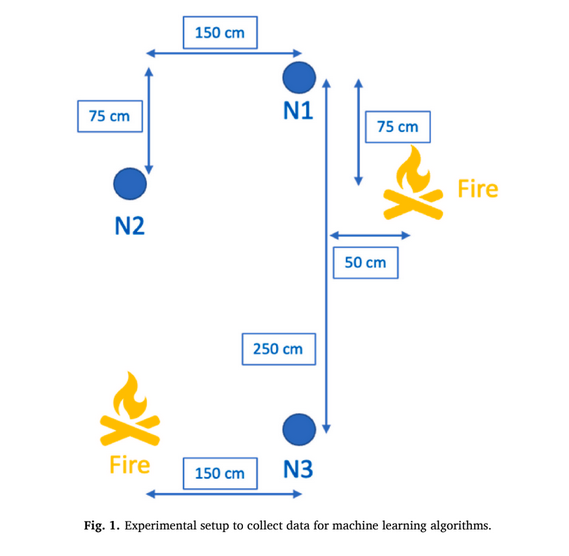 150 cm
N1
75 cm
75 cm
Fire
N2
50 cm
250 cm
Fire
150 cm
N3
Fig. 1. Experimental setup to collect data for machine learning algorithms.